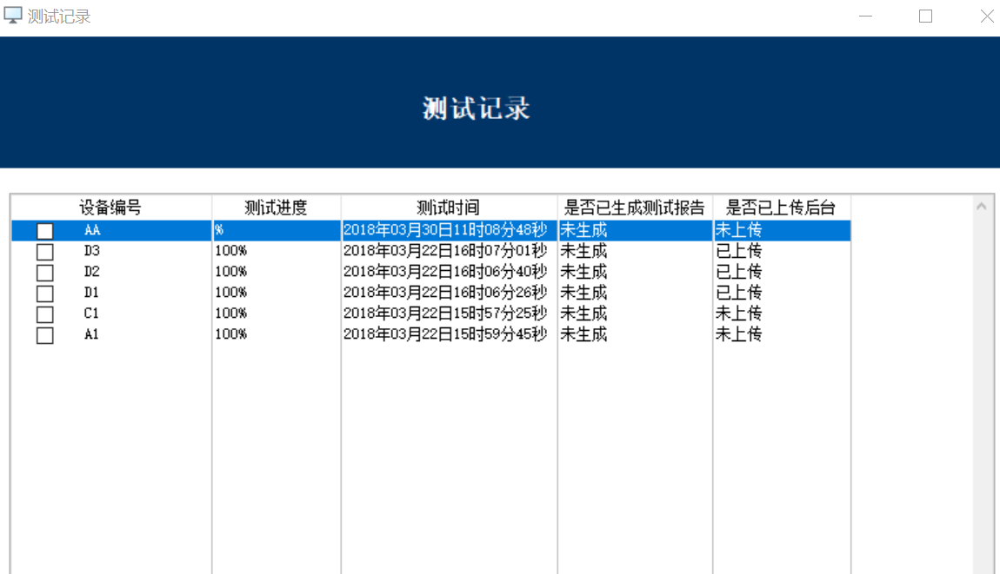 测试记录
测试记录
设备编号 测试进度 测试时间 是否已生成测试报告 是否已上传后台
AA % 2018年03月30日11时08分48秒 未生成 未上传
D3 100% 2018年03月22日16时07分01秒 未生成 已上传
D2 100% 2018年03月22日16时06分40秒 未生成 已上传
D1 100% 2018年03月22日16时06分26秒 未生成 已上传
C1 100% 2018年03月22日15时57分25秒 未生成 未上传
A1 100% 2018年03月22日15时59分45秒 未生成 未上传